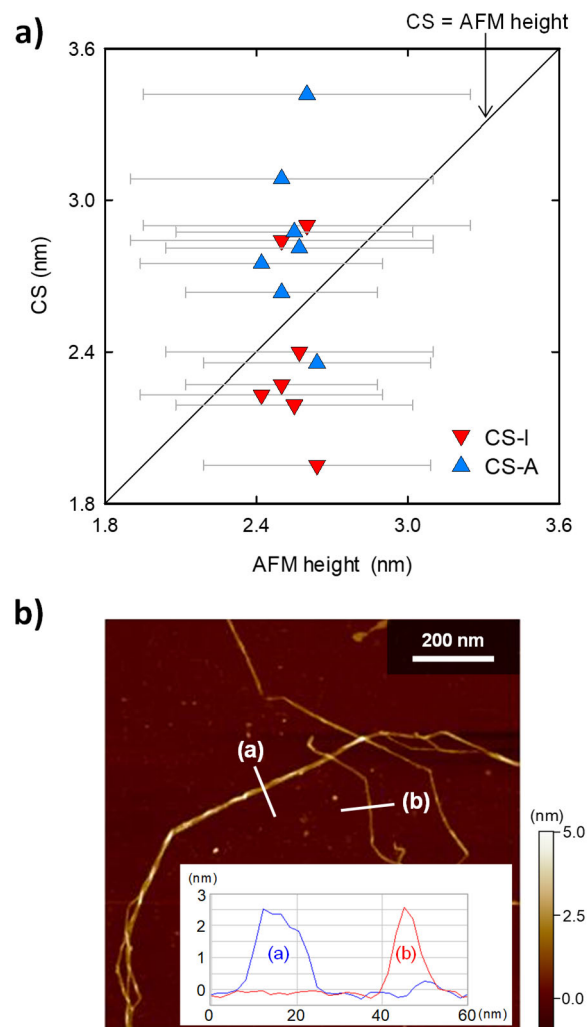 a)
CS = AFM height
3.6
3.0
2.4
1.8
CS (nm)
CS-I
CS-A
1.8
2.4
3.0
3.6
AFM height (nm)
b)
200 nm
(a)
(b)
(nm)
5.0
2.5
0.0
(nm)
3
2
1
0
(a)
(b)
0
20
40
60
(nm)